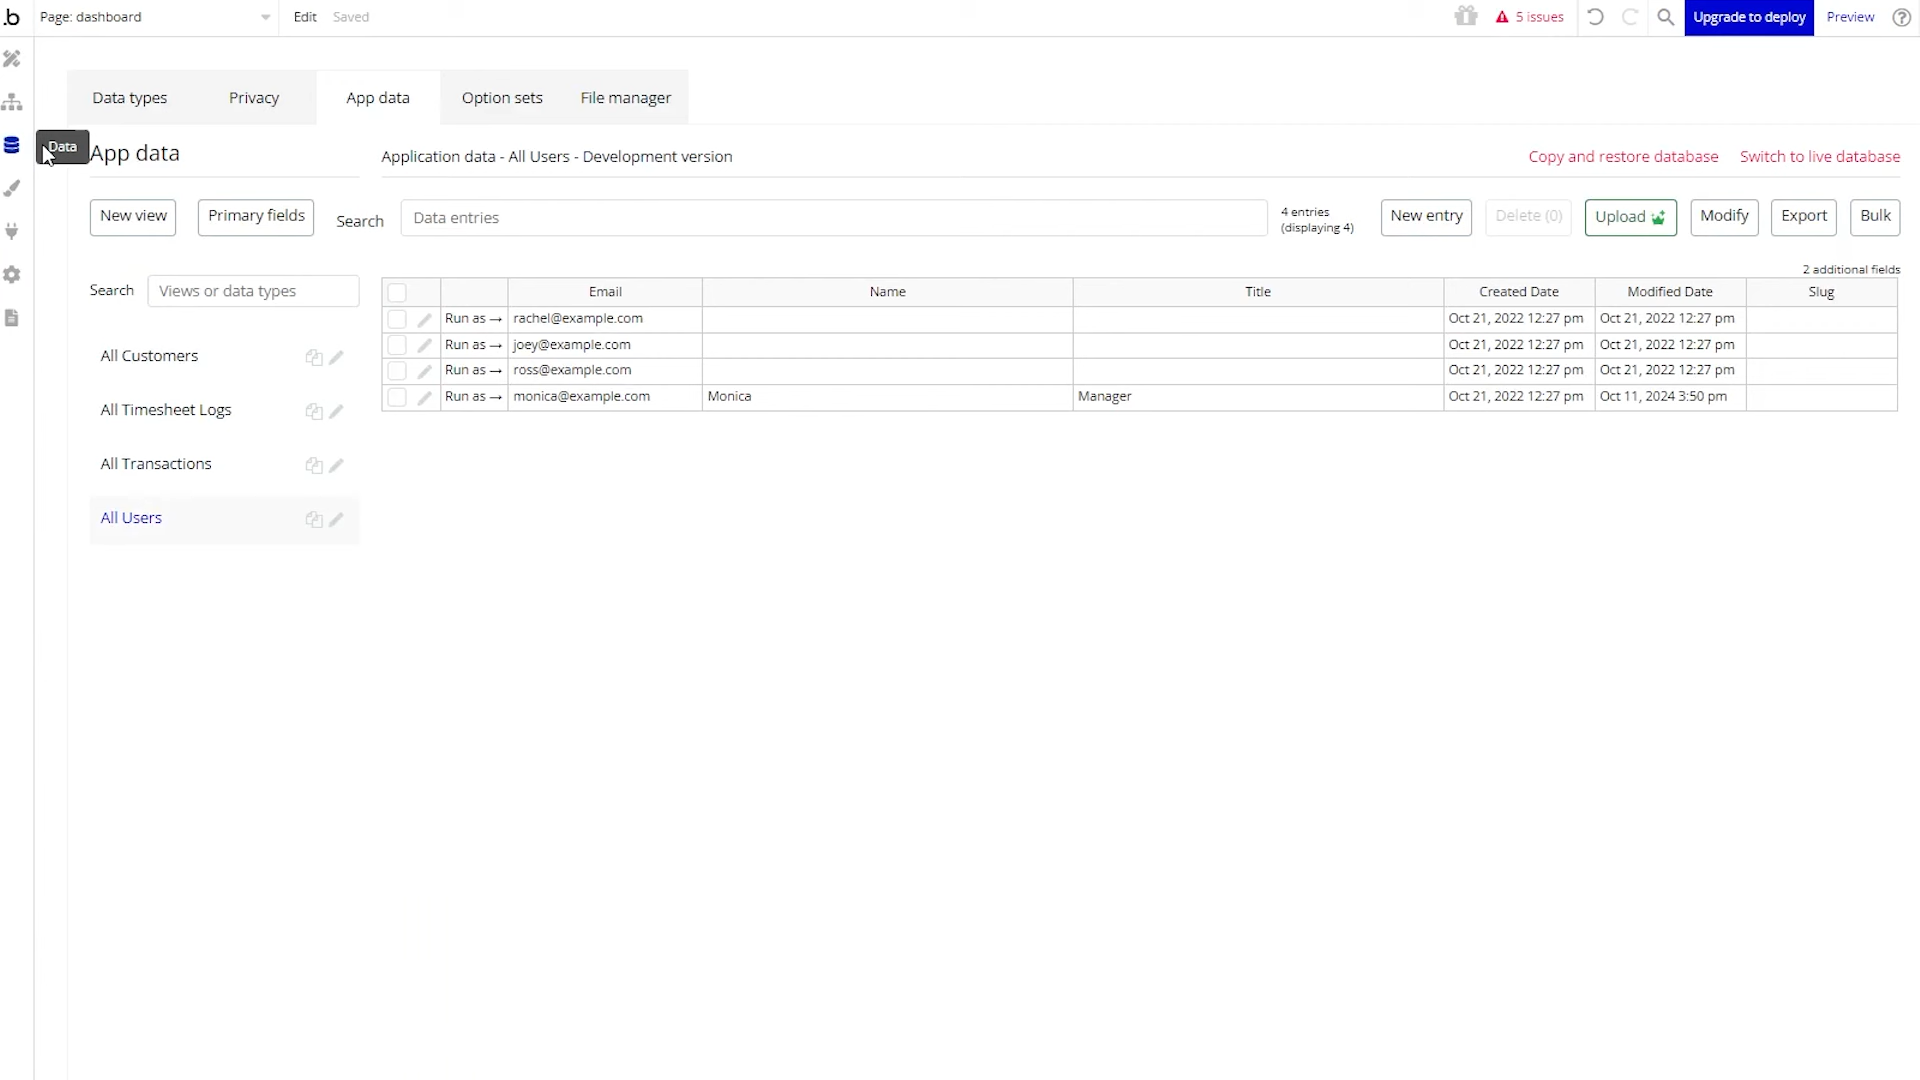 .b Page: dashboard Edit Saved 5 issues Upgrade to deploy Preview ?
Data types Privacy App data Option sets File manager
Data
App data
Application data - All Users - Development version Copy and restore database Switch to live database
New view Primary fields Search Data entries 4 entries New entry Delete (0) Upload Modify Export Bulk
(displaying 4)
2 additional fields
Search Views or data types
Email Name Title Created Date Modified Date Slug
Run as → rachel@example.com Oct 21, 2022 12:27 pm Oct 21, 2022 12:27 pm
Run as → joey@example.com Oct 21, 2022 12:27 pm Oct 21, 2022 12:27 pm
Run as → ross@example.com Oct 21, 2022 12:27 pm Oct 21, 2022 12:27 pm
Run as → monica@example.com Monica Manager Oct 21, 2022 12:27 pm Oct 11, 2024 3:50 pm
All Customers
All Timesheet Logs
All Transactions
All Users